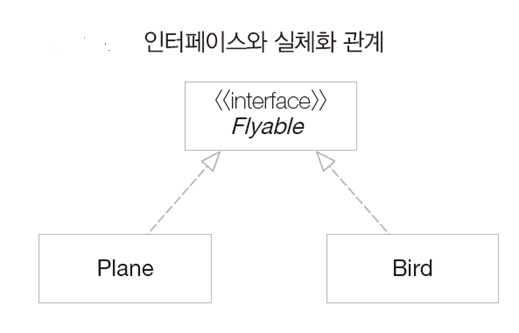 인터페이스와 실체화 관계
《interface》
Flyable
Plane
Bird